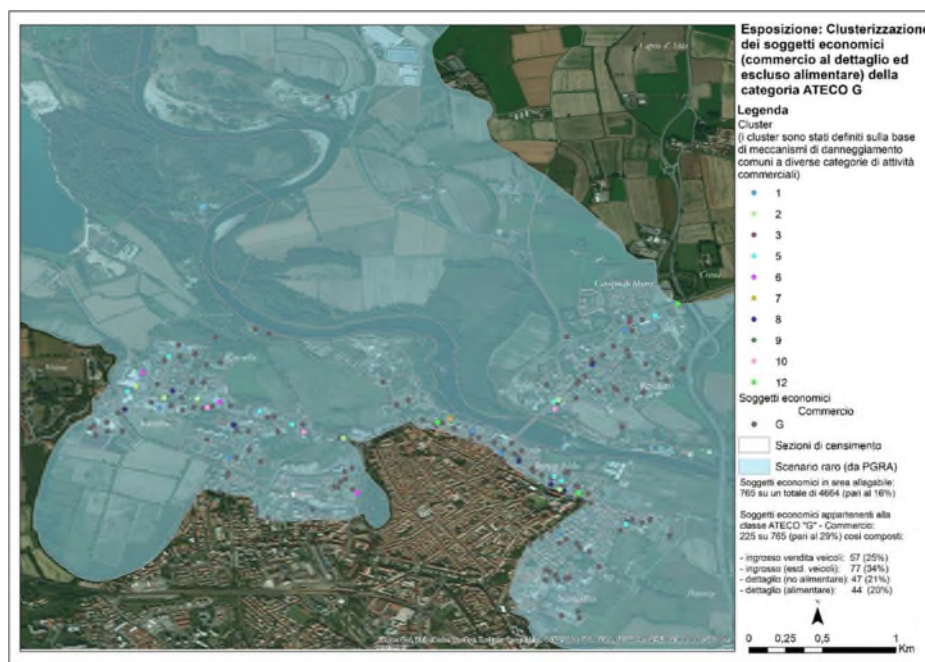 Esposizione: Clusterizzazione
dei soggetti economici
(commercio al dettaglio ed
escluso alimentare) della
categoria ATECO G
Legenda
Cluster
(i cluster sono stati definiti sulla base
di meccanismi di danneggiamento
comuni a diverse categorie di attività
commerciali)
1
2
3
5
6
7
8
9
10
12
Soggetti economici
Commercio
G
Sezioni di censimento
Scenario raro (da PGRA)
Soggetti economici in area allagabile:
765 su un totale di 4664 (pari al 16%)
Soggetti economici appartenenti alla
classe ATECO "G" - Commercio:
225 su 765 (pari al 29%) così composti:
- ingrosso vendita veicoli: 57 (25%)
- ingrosso (escl. veicoli): 77 (34%)
- dettaglio (no alimentare): 47 (21%)
- dettaglio (alimentare): 44 (20%)
0 0,25 0,5 1
Km